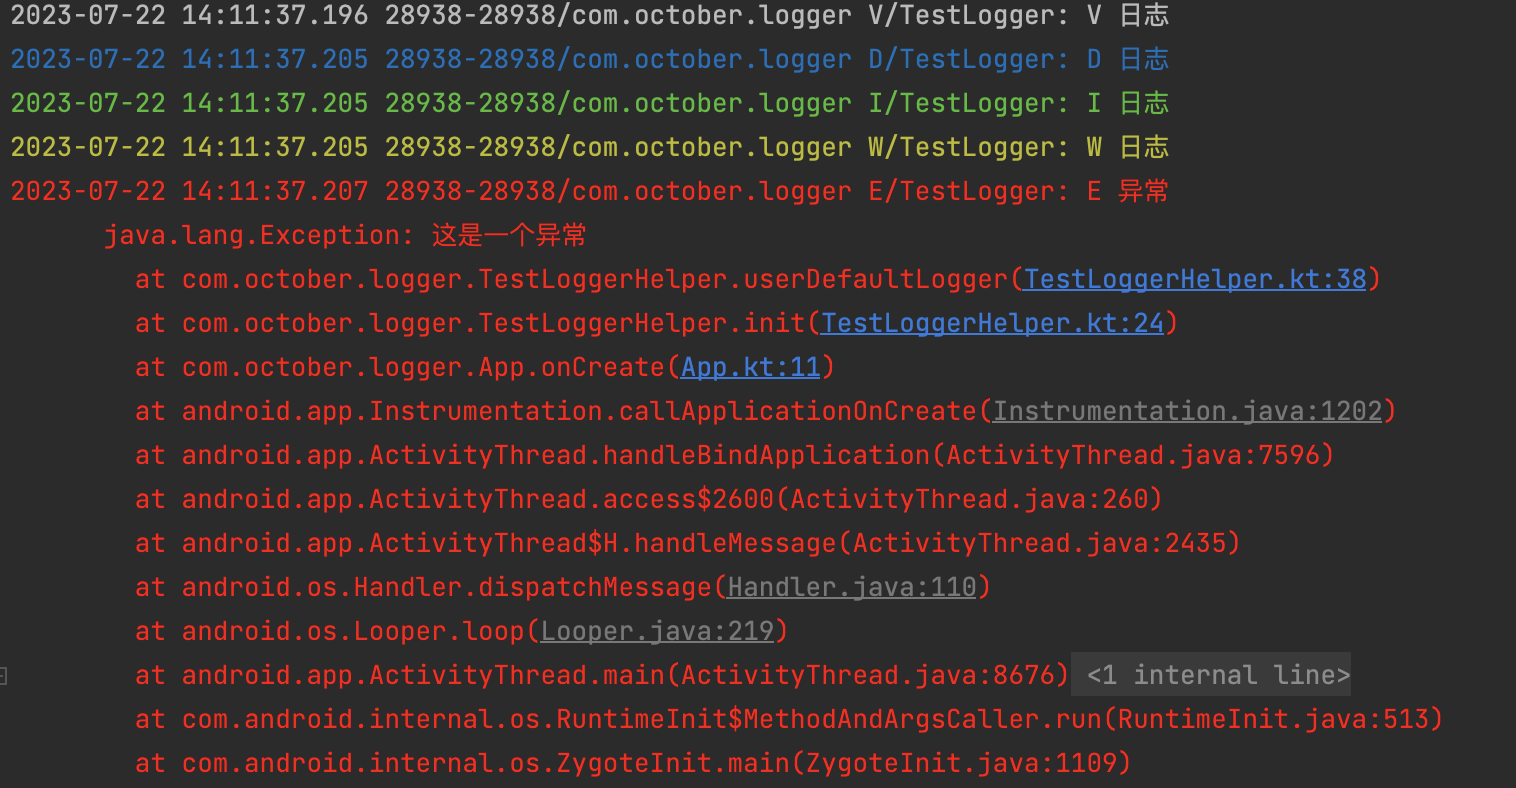 2023-07-22 14:11:37.196 28938-28938/com.october.logger V/TestLogger: V 日志
2023-07-22 14:11:37.205 28938-28938/com.october.logger D/TestLogger: D 日志
2023-07-22 14:11:37.205 28938-28938/com.october.logger I/TestLogger: I 日志
2023-07-22 14:11:37.205 28938-28938/com.october.logger W/TestLogger: W 日志
2023-07-22 14:11:37.207 28938-28938/com.october.logger E/TestLogger: E 异常
java.lang.Exception: 这是一个异常
at com.october.logger.TestLoggerHelper.userDefaultLogger(TestLoggerHelper.kt:38)
at com.october.logger.TestLoggerHelper.init(TestLoggerHelper.kt:24)
at com.october.logger.App.onCreate(App.kt:11)
at android.app.Instrumentation.callApplicationOnCreate(Instrumentation.java:1202)
at android.app.ActivityThread.handleBindApplication(ActivityThread.java:7596)
at android.app.ActivityThread.access$2600(ActivityThread.java:260)
at android.app.ActivityThread$H.handleMessage(ActivityThread.java:2435)
at android.os.Handler.dispatchMessage(Handler.java:110)
at android.os.Looper.loop(Looper.java:219)
at android.app.ActivityThread.main(ActivityThread.java:8676) <1 internal line>
at com.android.internal.os.RuntimeInit$MethodAndArgsCaller.run(RuntimeInit.java:513)
at com.android.internal.os.ZygoteInit.main(ZygoteInit.java:1109)